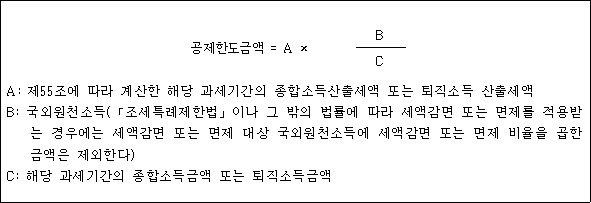 B
공제한도금액 = A ×
C
A: 제55조에 따라 계산한 해당 과세기간의 종합소득산출세액 또는 퇴직소득 산출세액
B: 국외원천소득(「조세특례제한법」이나 그 밖의 법률에 따라 세액감면 또는 면제를 적용받
는 경우에는 세액감면 또는 면제 대상 국외원천소득에 세액감면 또는 면제 비율을 곱한
금액은 제외한다)
C: 해당 과세기간의 종합소득금액 또는 퇴직소득금액